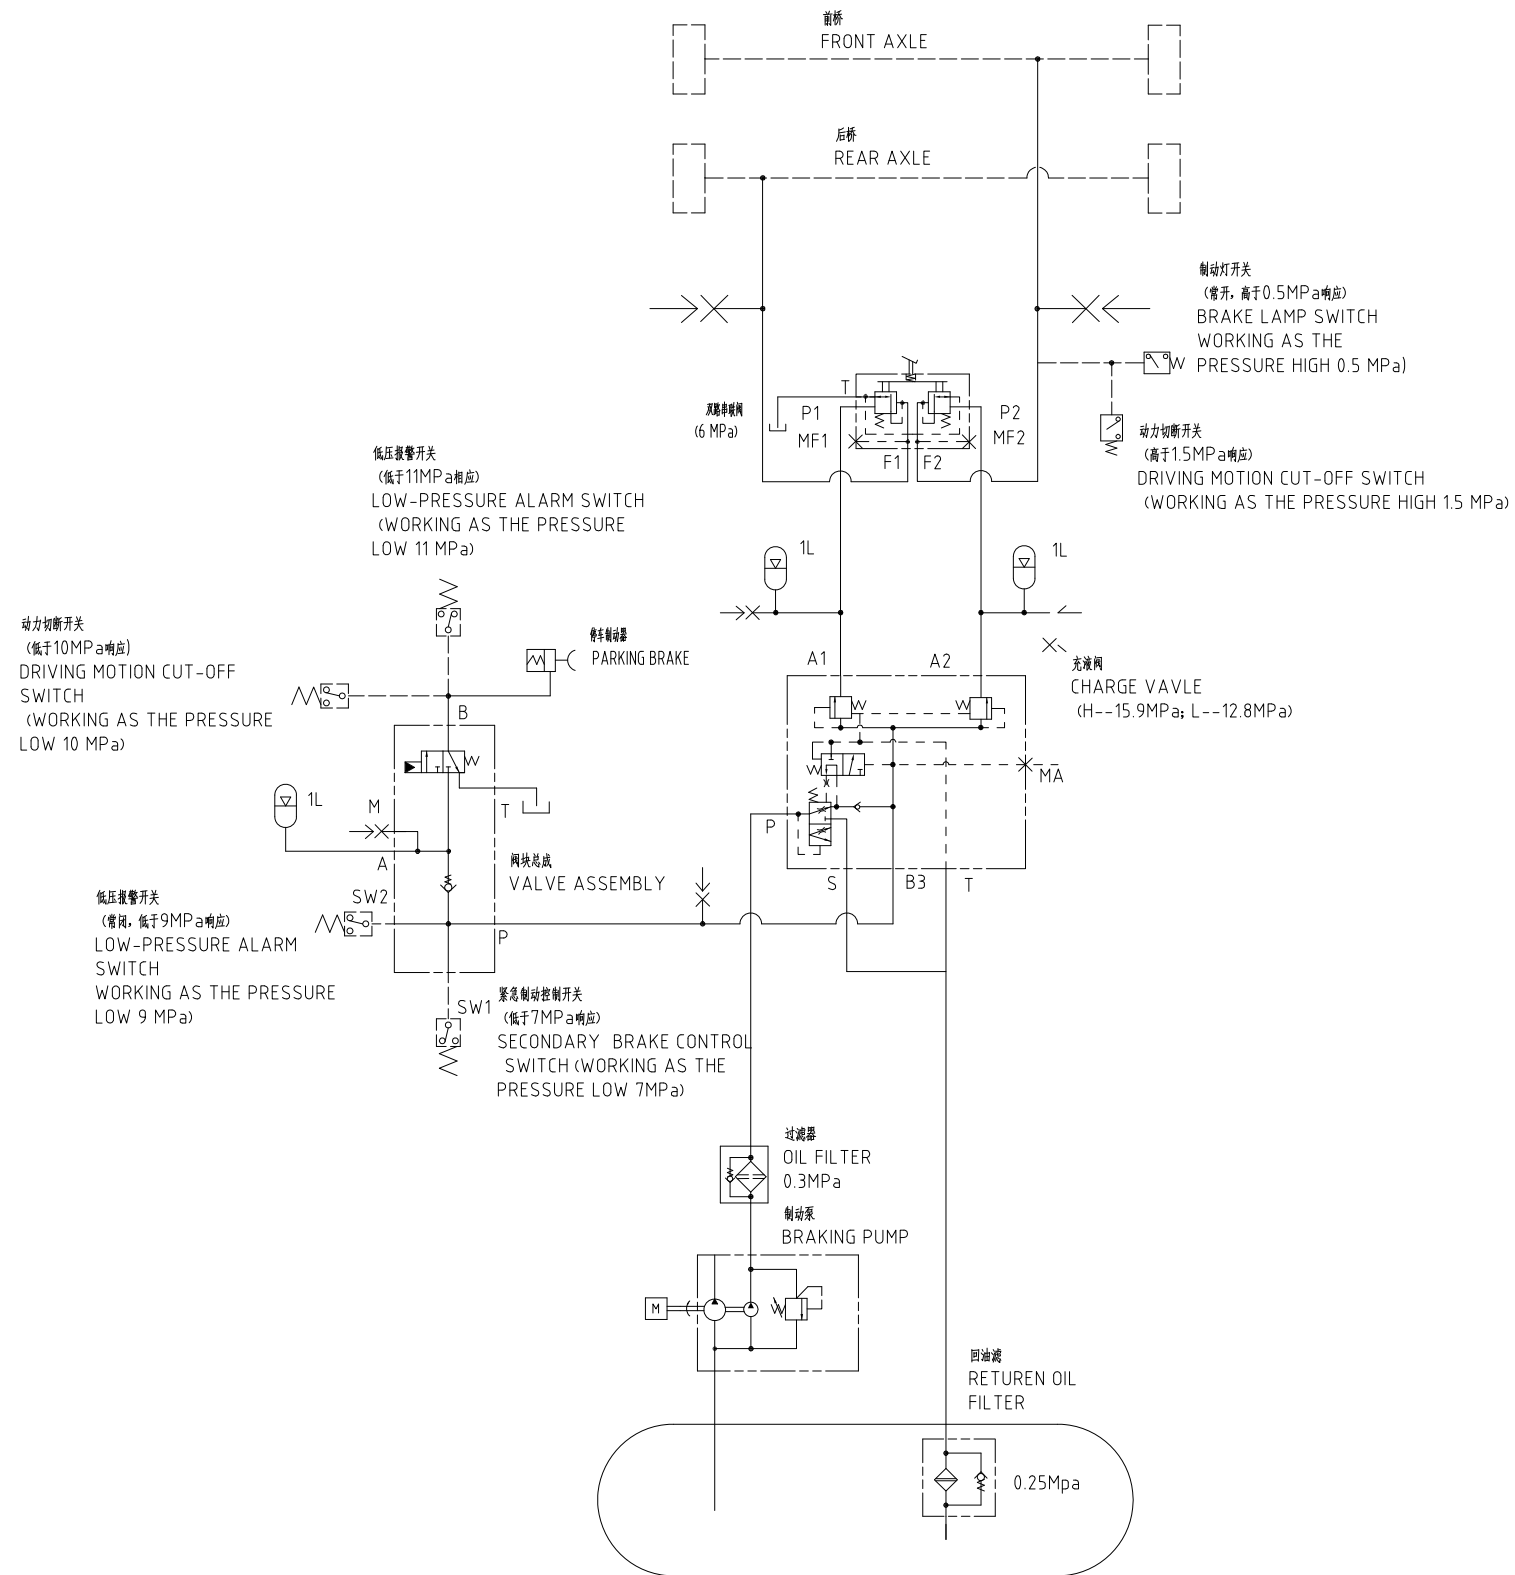 前桥
FRONT AXLE
后桥
REAR AXLE
制动灯开关
(常开, 高于0.5MPa响应)
BRAKE LAMP SWITCH
WORKING AS THE
PRESSURE HIGH 0.5 MPa)
T
双路串联阀
(6 MPa)
P1
MF1
P2
MF2
F1
F2
动力切断开关
(高于1.5MPa响应)
DRIVING MOTION CUT-OFF SWITCH
(WORKING AS THE PRESSURE HIGH 1.5 MPa)
低压报警开关
(低于11MPa相应)
LOW-PRESSURE ALARM SWITCH
(WORKING AS THE PRESSURE
LOW 11 MPa)
1L
1L
动力切断开关
(低于10MPa响应)
DRIVING MOTION CUT-OFF
SWITCH
(WORKING AS THE PRESSURE
LOW 10 MPa)
停车制动器
PARKING BRAKE
A1
A2
充液阀
CHARGE VAVLE
(H--15.9MPa; L--12.8MPa)
B
MA
1L
M
T
P
A
阀块总成
VALVE ASSEMBLY
S
B3
T
低压报警开关
(常闭, 低于9MPa响应)
LOW-PRESSURE ALARM
SWITCH
WORKING AS THE PRESSURE
LOW 9 MPa)
SW2
P
SW1
紧急制动控制开关
(低于7MPa响应)
SECONDARY BRAKE CONTROL
SWITCH (WORKING AS THE
PRESSURE LOW 7MPa)
过滤器
OIL FILTER
0.3MPa
制动泵
BRAKING PUMP
M
回油滤
RETUREN OIL
FILTER
0.25Mpa